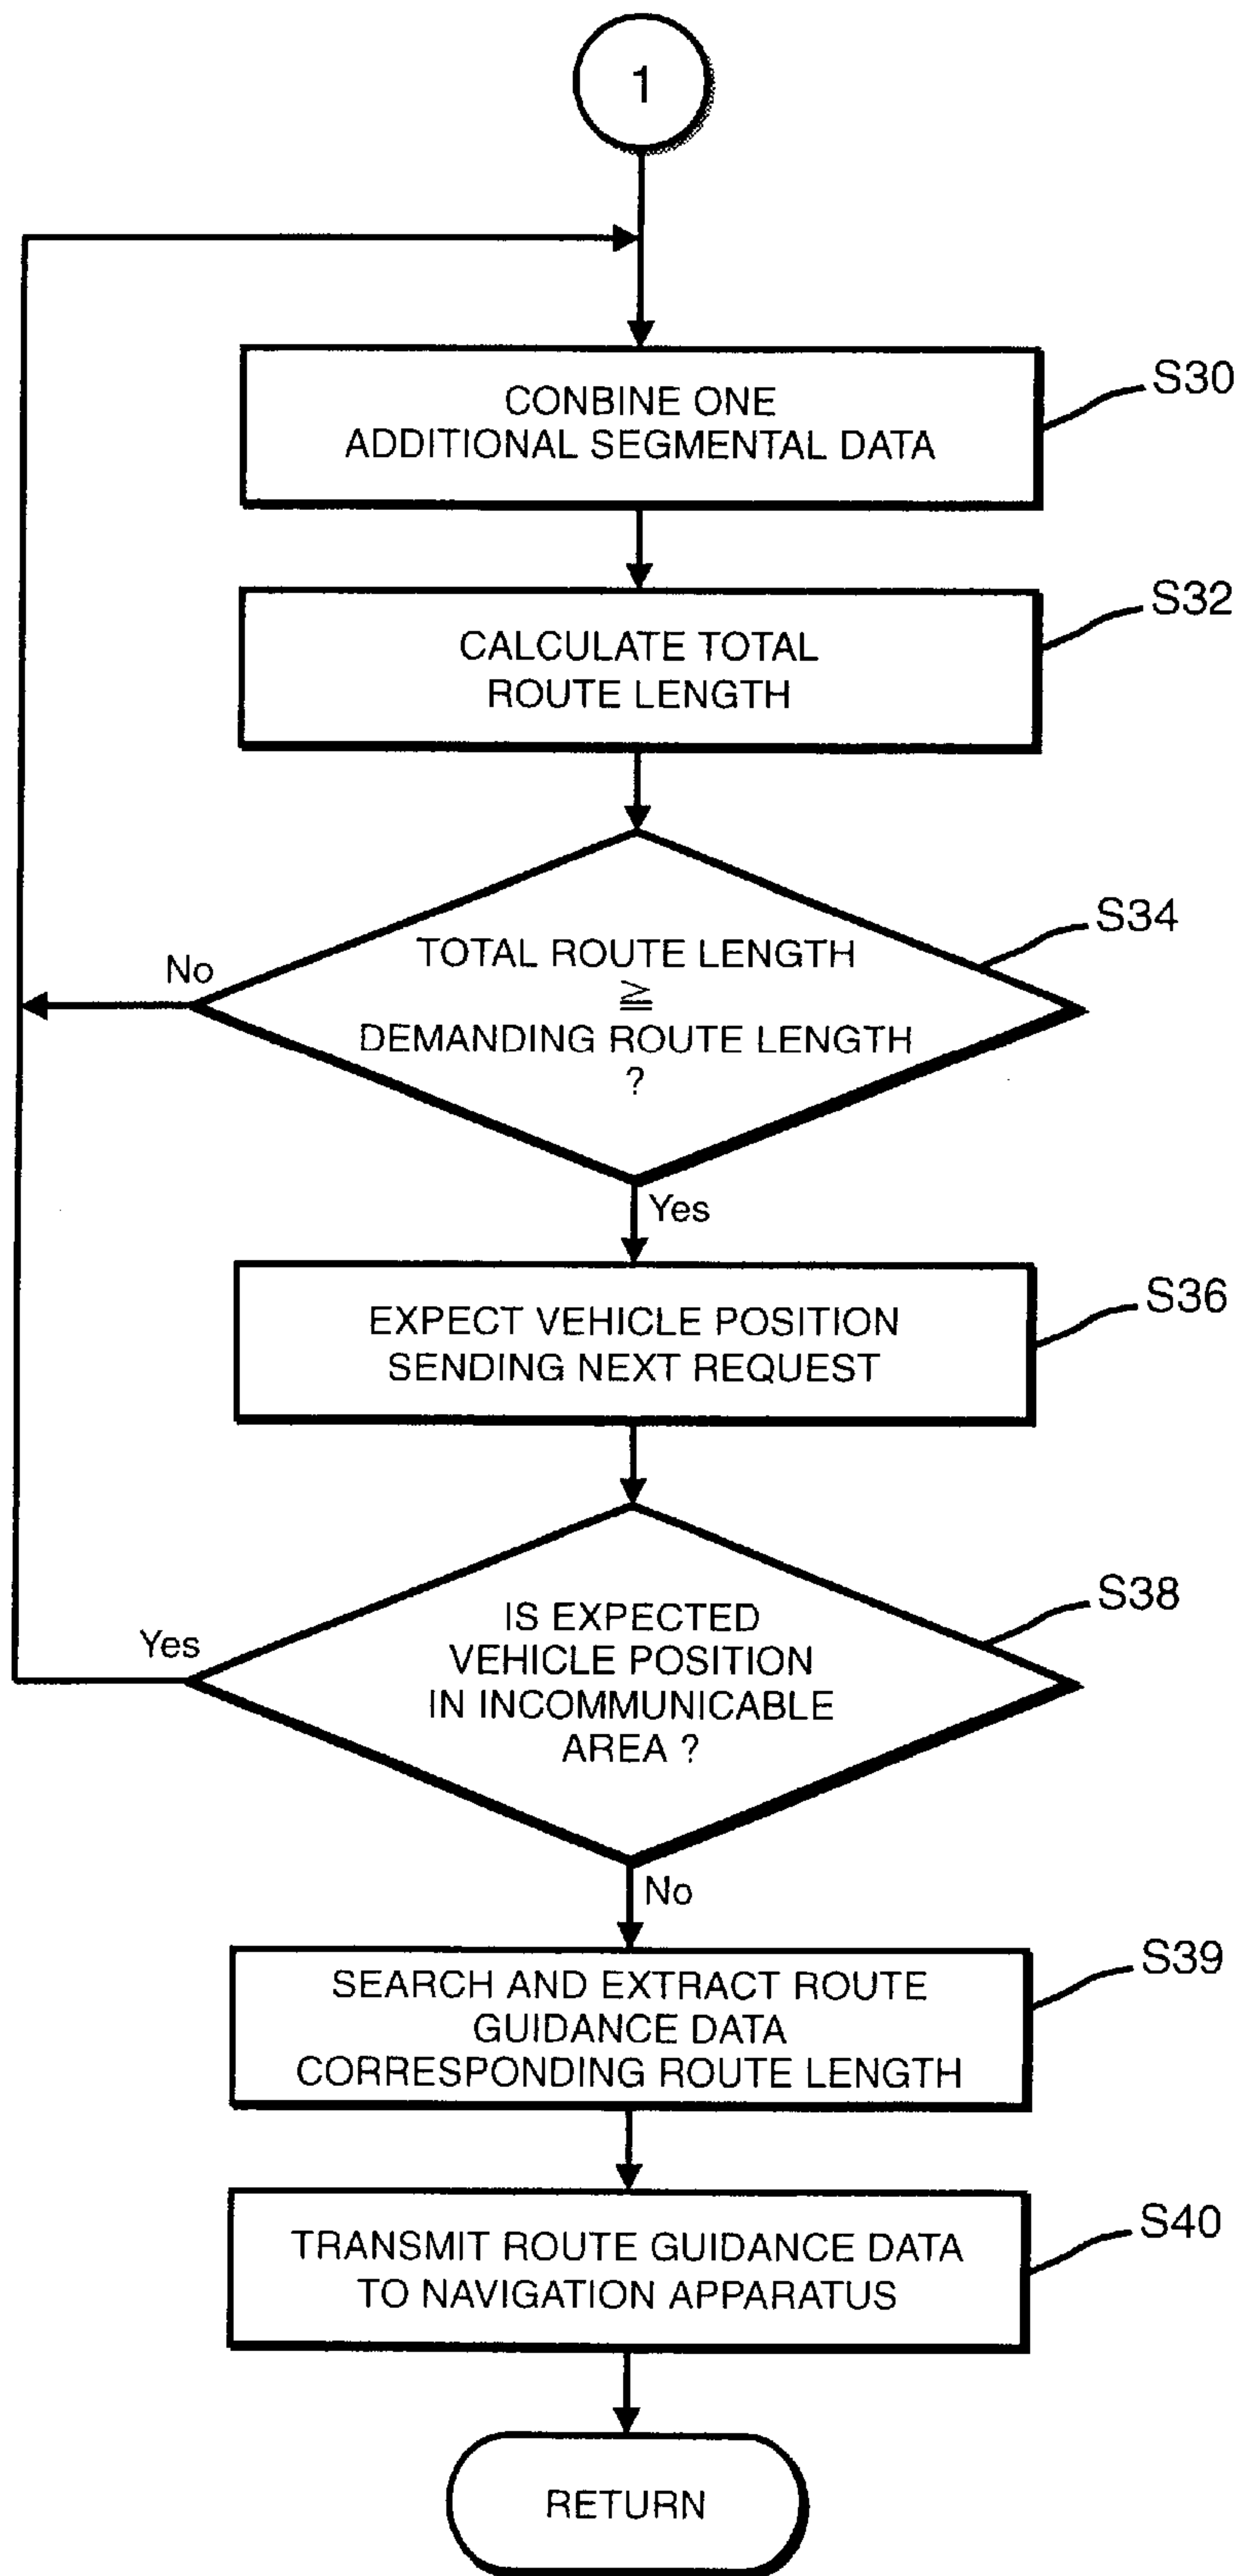 1
CONBINE ONE
ADDITIONAL SEGMENTAL DATA
S30
CALCULATE TOTAL
ROUTE LENGTH
S32
TOTAL ROUTE LENGTH
≧
DEMANDING ROUTE LENGTH
?
S34
No
Yes
EXPECT VEHICLE POSITION
SENDING NEXT REQUEST
S36
IS EXPECTED
VEHICLE POSITION
IN INCOMMUNICABLE
AREA ?
S38
Yes
No
SEARCH AND EXTRACT ROUTE
GUIDANCE DATA
CORRESPONDING ROUTE LENGTH
S39
TRANSMIT ROUTE GUIDANCE DATA
TO NAVIGATION APPARATUS
S40
RETURN